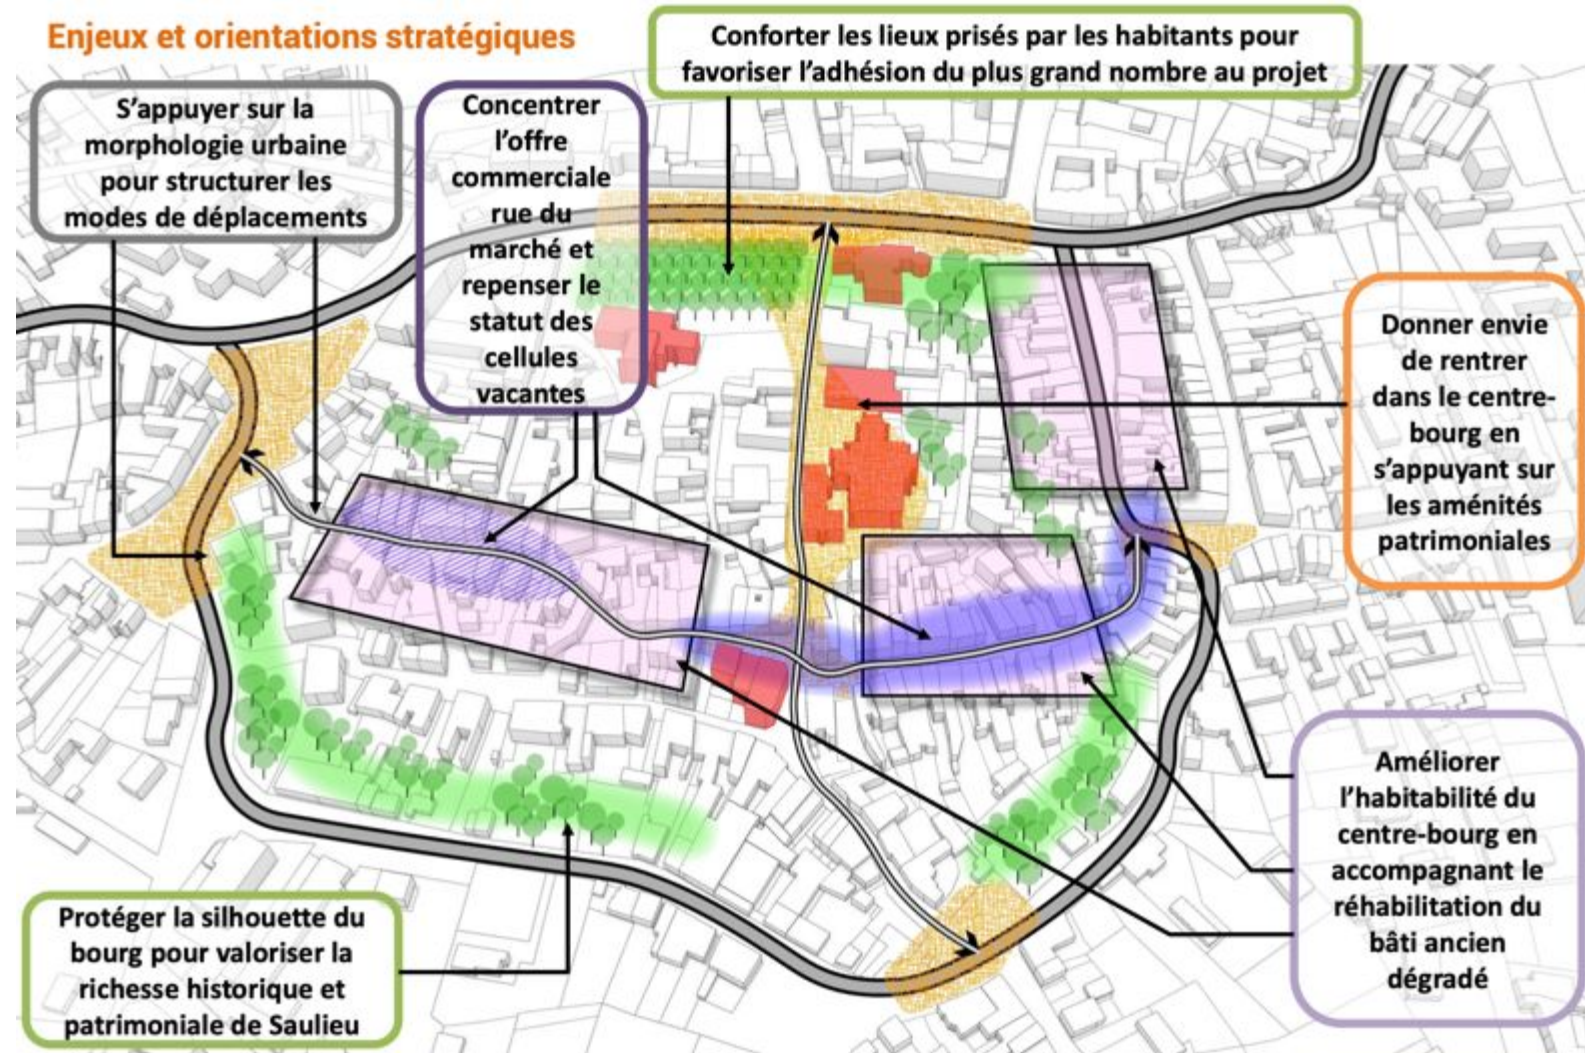 Enjeux et orientations stratégiques
Conforter les lieux prisés par les habitants pour
favoriser l'adhésion du plus grand nombre au projet
S'appuyer sur la
morphologie urbaine
pour structurer les
modes de déplacements
Concentrer
l'offre
commerciale
rue du
marché et
repenser le
statut des
cellules
vacantes
Donner envie
de rentrer
dans le centre-
bourg en
s'appuyant sur
les aménités
patrimoniales
Améliorer
l'habitabilité du
centre-bourg en
accompagnant le
réhabilitation du
bâti ancien
dégradé
Protéger la silhouette du
bourg pour valoriser la
richesse historique et
patrimoniale de Saulieu